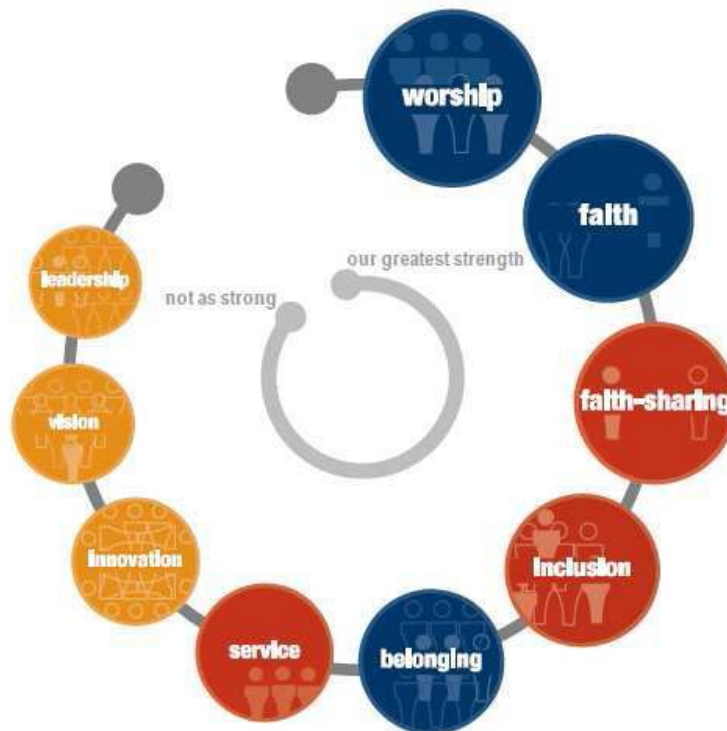 worship
faith
our greatest strength
not as strong
leadership
faith-sharing
vision
inclusion
innovation
service
belonging